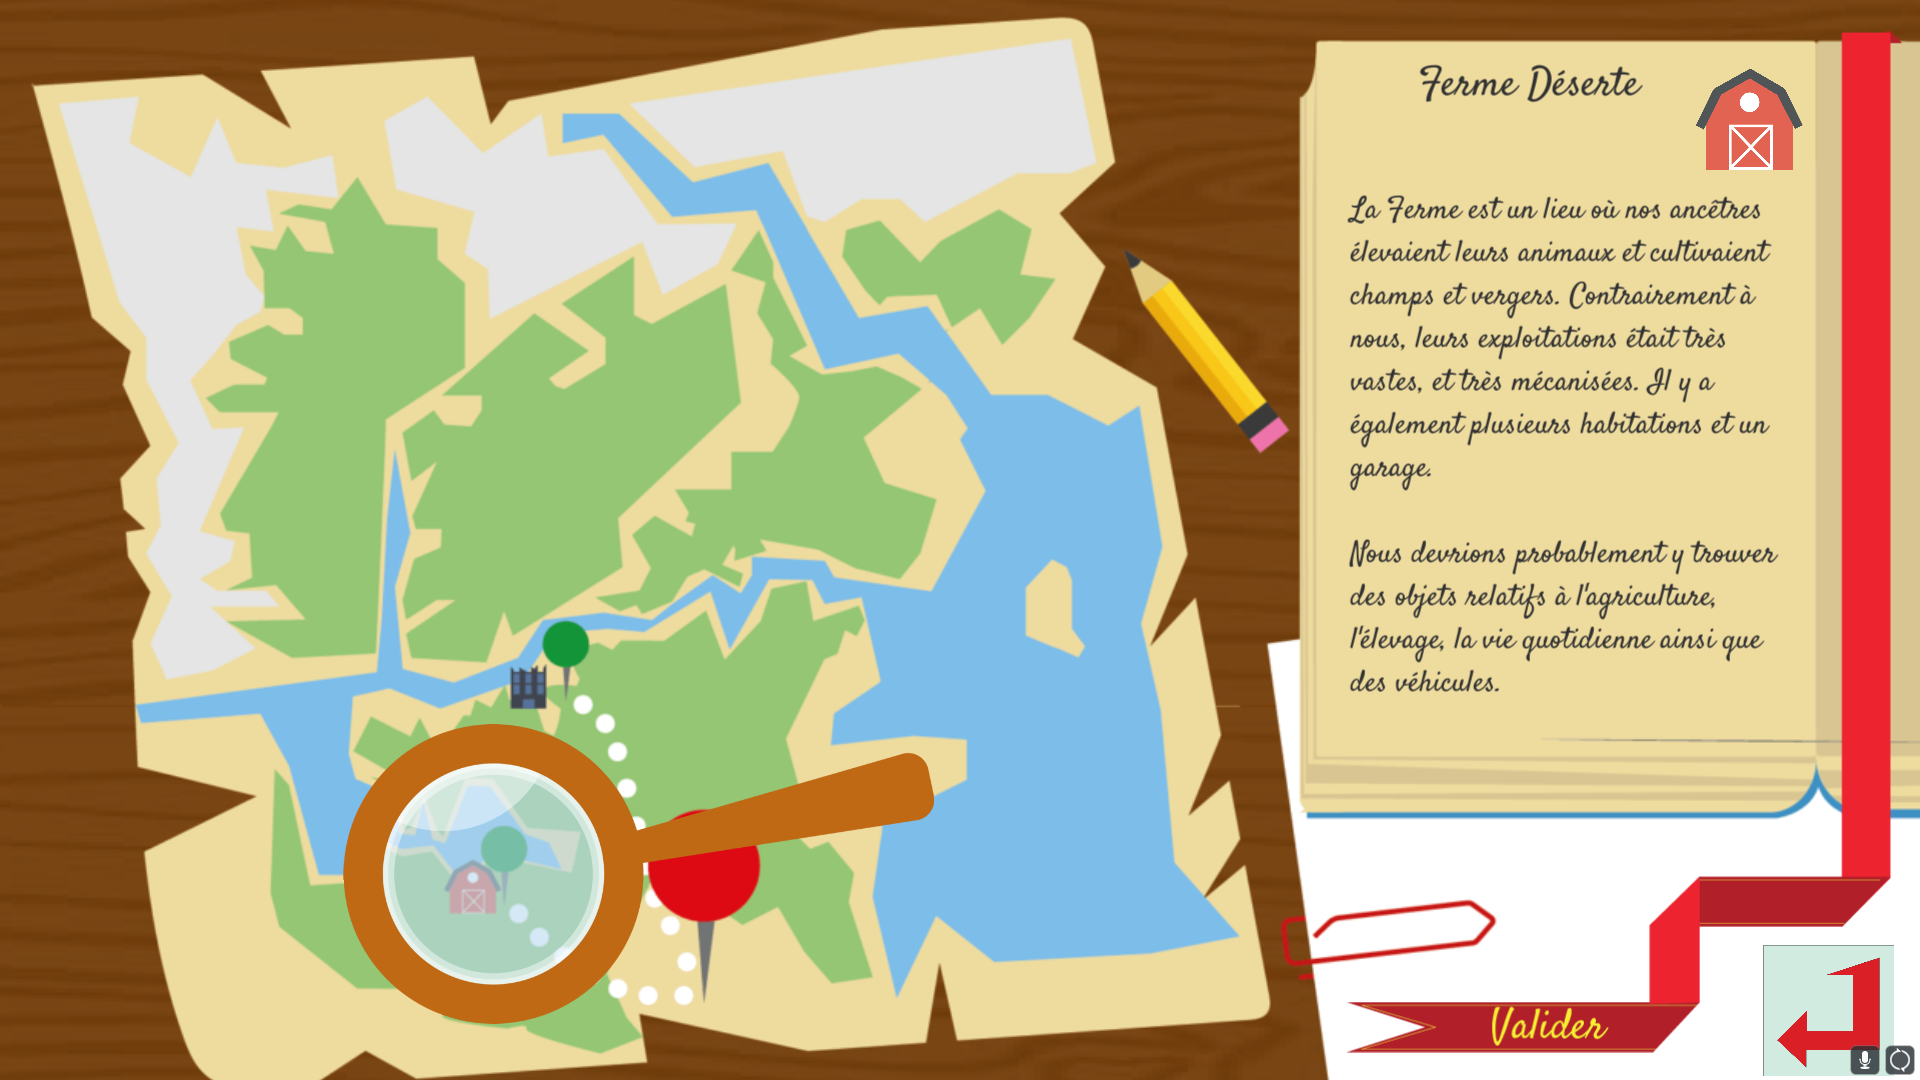 Ferme Déserte
La Ferme est un lieu où nos ancêtres
élevaient leurs animaux et cultivaient
champs et vergers. Contrairement à
nous, leurs exploitations était très
vastes, et très mécanisées. Il y a
également plusieurs habitations et un
garage.
Nous devrions probablement y trouver
des objets relatifs à l'agriculture,
l'élevage, la vie quotidienne ainsi que
des véhicules.
Valider